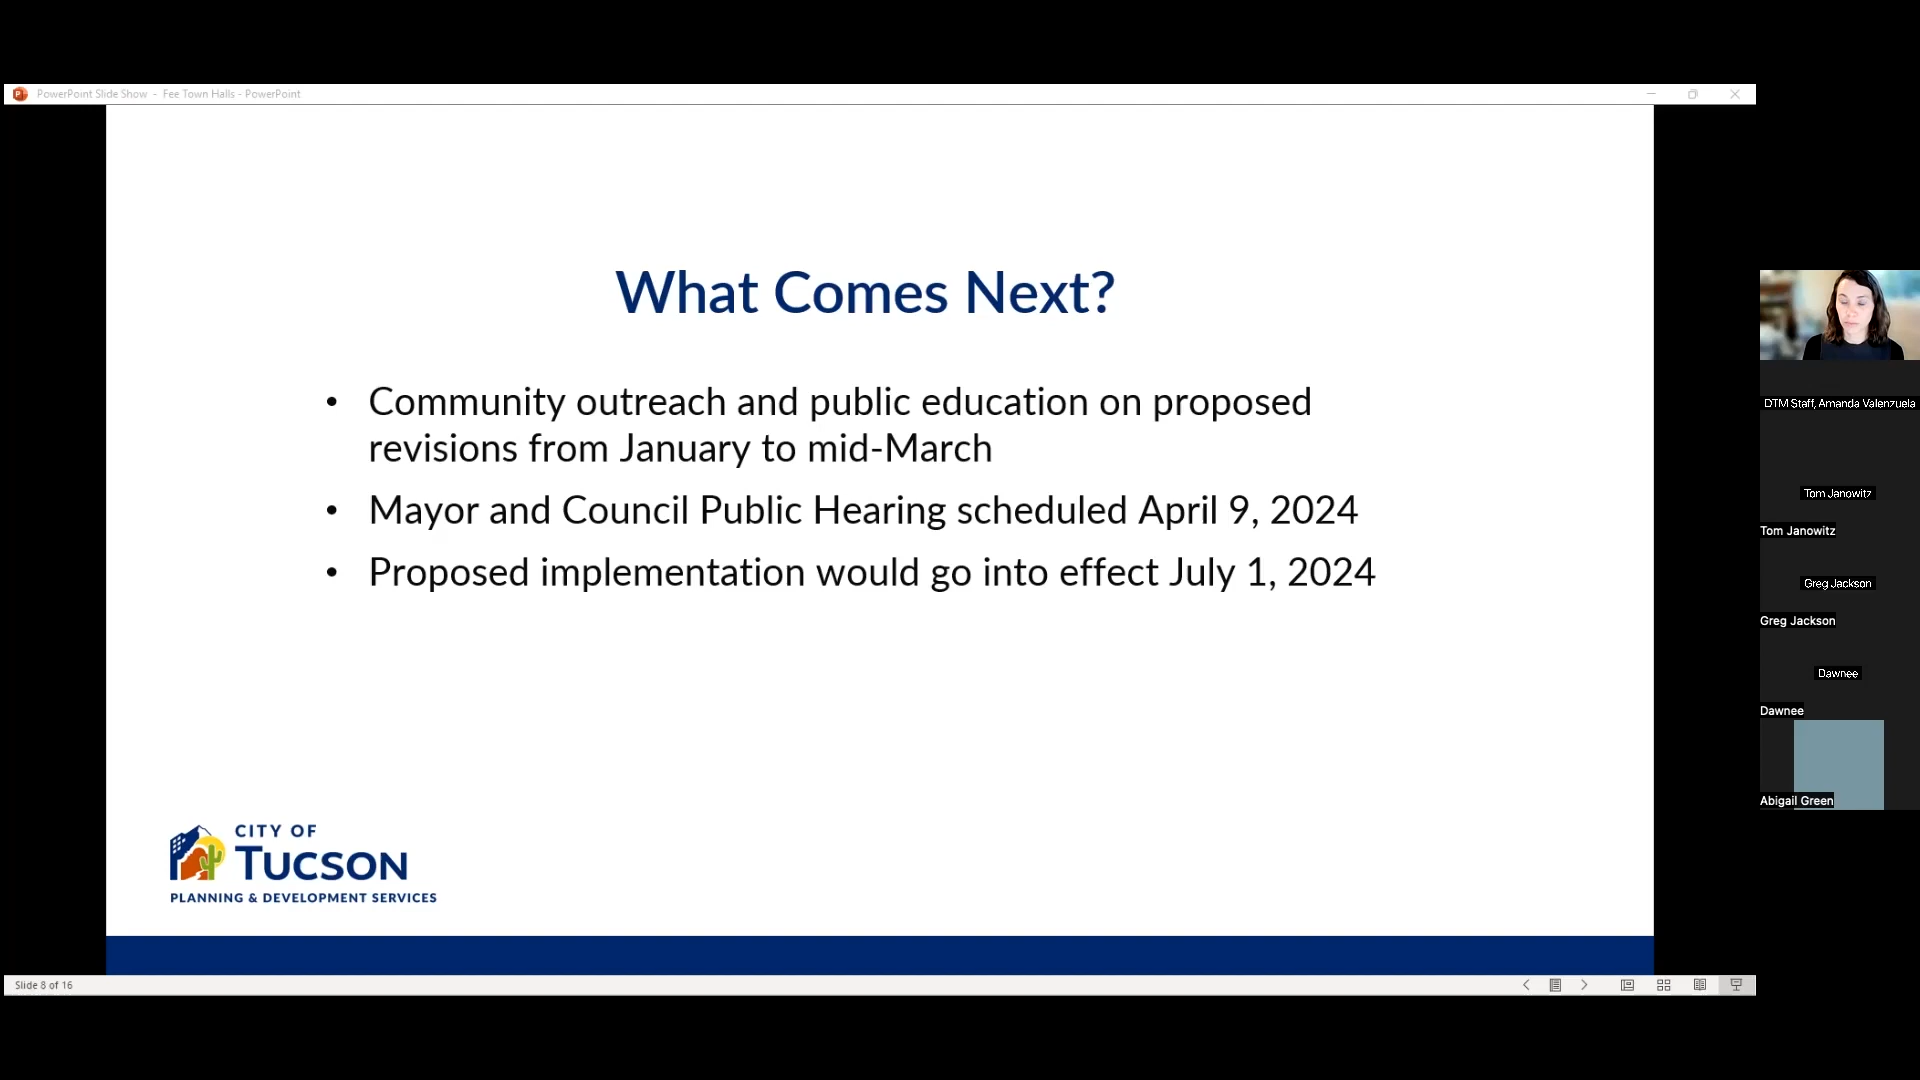 PowerPoint Slide Show - Fee Town Halls - PowerPoint
What Comes Next?
• Community outreach and public education on proposed
revisions from January to mid-March
• Mayor and Council Public Hearing scheduled April 9, 2024
• Proposed implementation would go into effect July 1, 2024
CITY OF
TUCSON
PLANNING & DEVELOPMENT SERVICES
Slide 8 of 16
DTM Staff, Amanda Valenzuela
Tom Janowitz
Tom Janowitz
Greg Jackson
Greg Jackson
Dawnee
Dawnee
Abigail Green